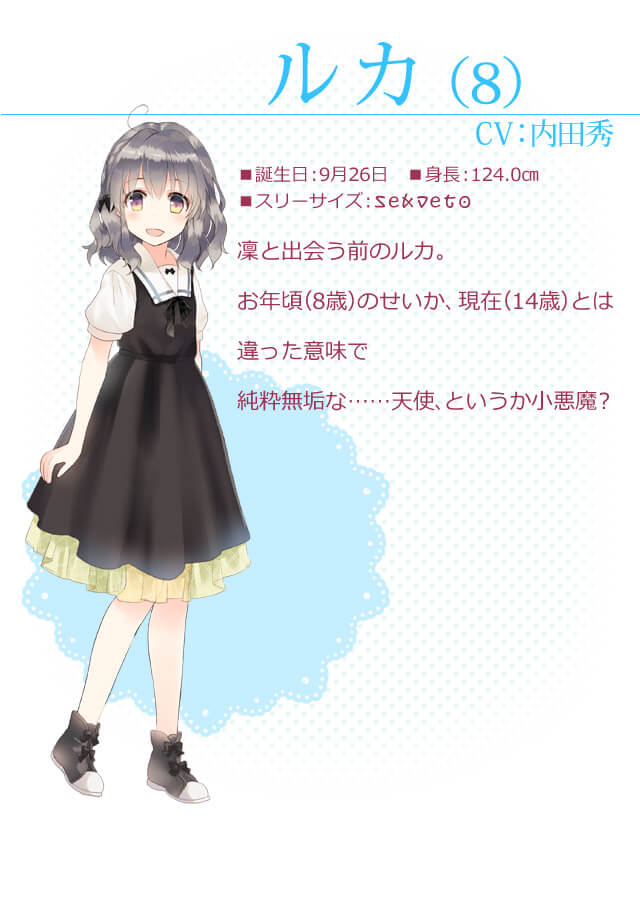 ルカ（8）
CV：内田秀
■誕生日：9月26日　■身長：124.0㎝
■スリーサイズ：sekveto
凜と出会う前のルカ。
お年頃（8歳）のせいか、現在（14歳）とは
違った意味で
純粋無垢な……天使、というか小悪魔？